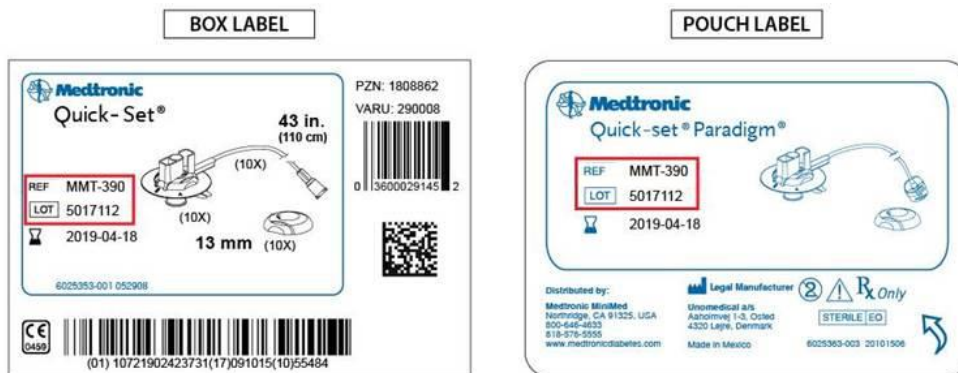 BOX LABEL
Medtronic
Quick-Set®
43 in.
(110 cm)
(10X)
REF MMT-390
LOT 5017112
(10X)
2019-04-18
13 mm (10X)
6025353-001 052908
PZN: 1808862
VARU: 290008
0 3600029145 2
CE
0459
(01) 10721902423731(17)091015(10)55484
POUCH LABEL
Medtronic
Quick-set® Paradigm®
REF MMT-390
LOT 5017112
2019-04-18
Distributed by:
Medtronic MiniMed
Northridge, CA 91325, USA
800-646-4633
818-576-5555
www.medtronicdiabetes.com
Legal Manufacturer
Unomedical a/s
Aaholmvej 1-3, Osted
4320 Lejre, Denmark
Made in Mexico
2
Rx Only
STERILE EO
6025363-003 20101506